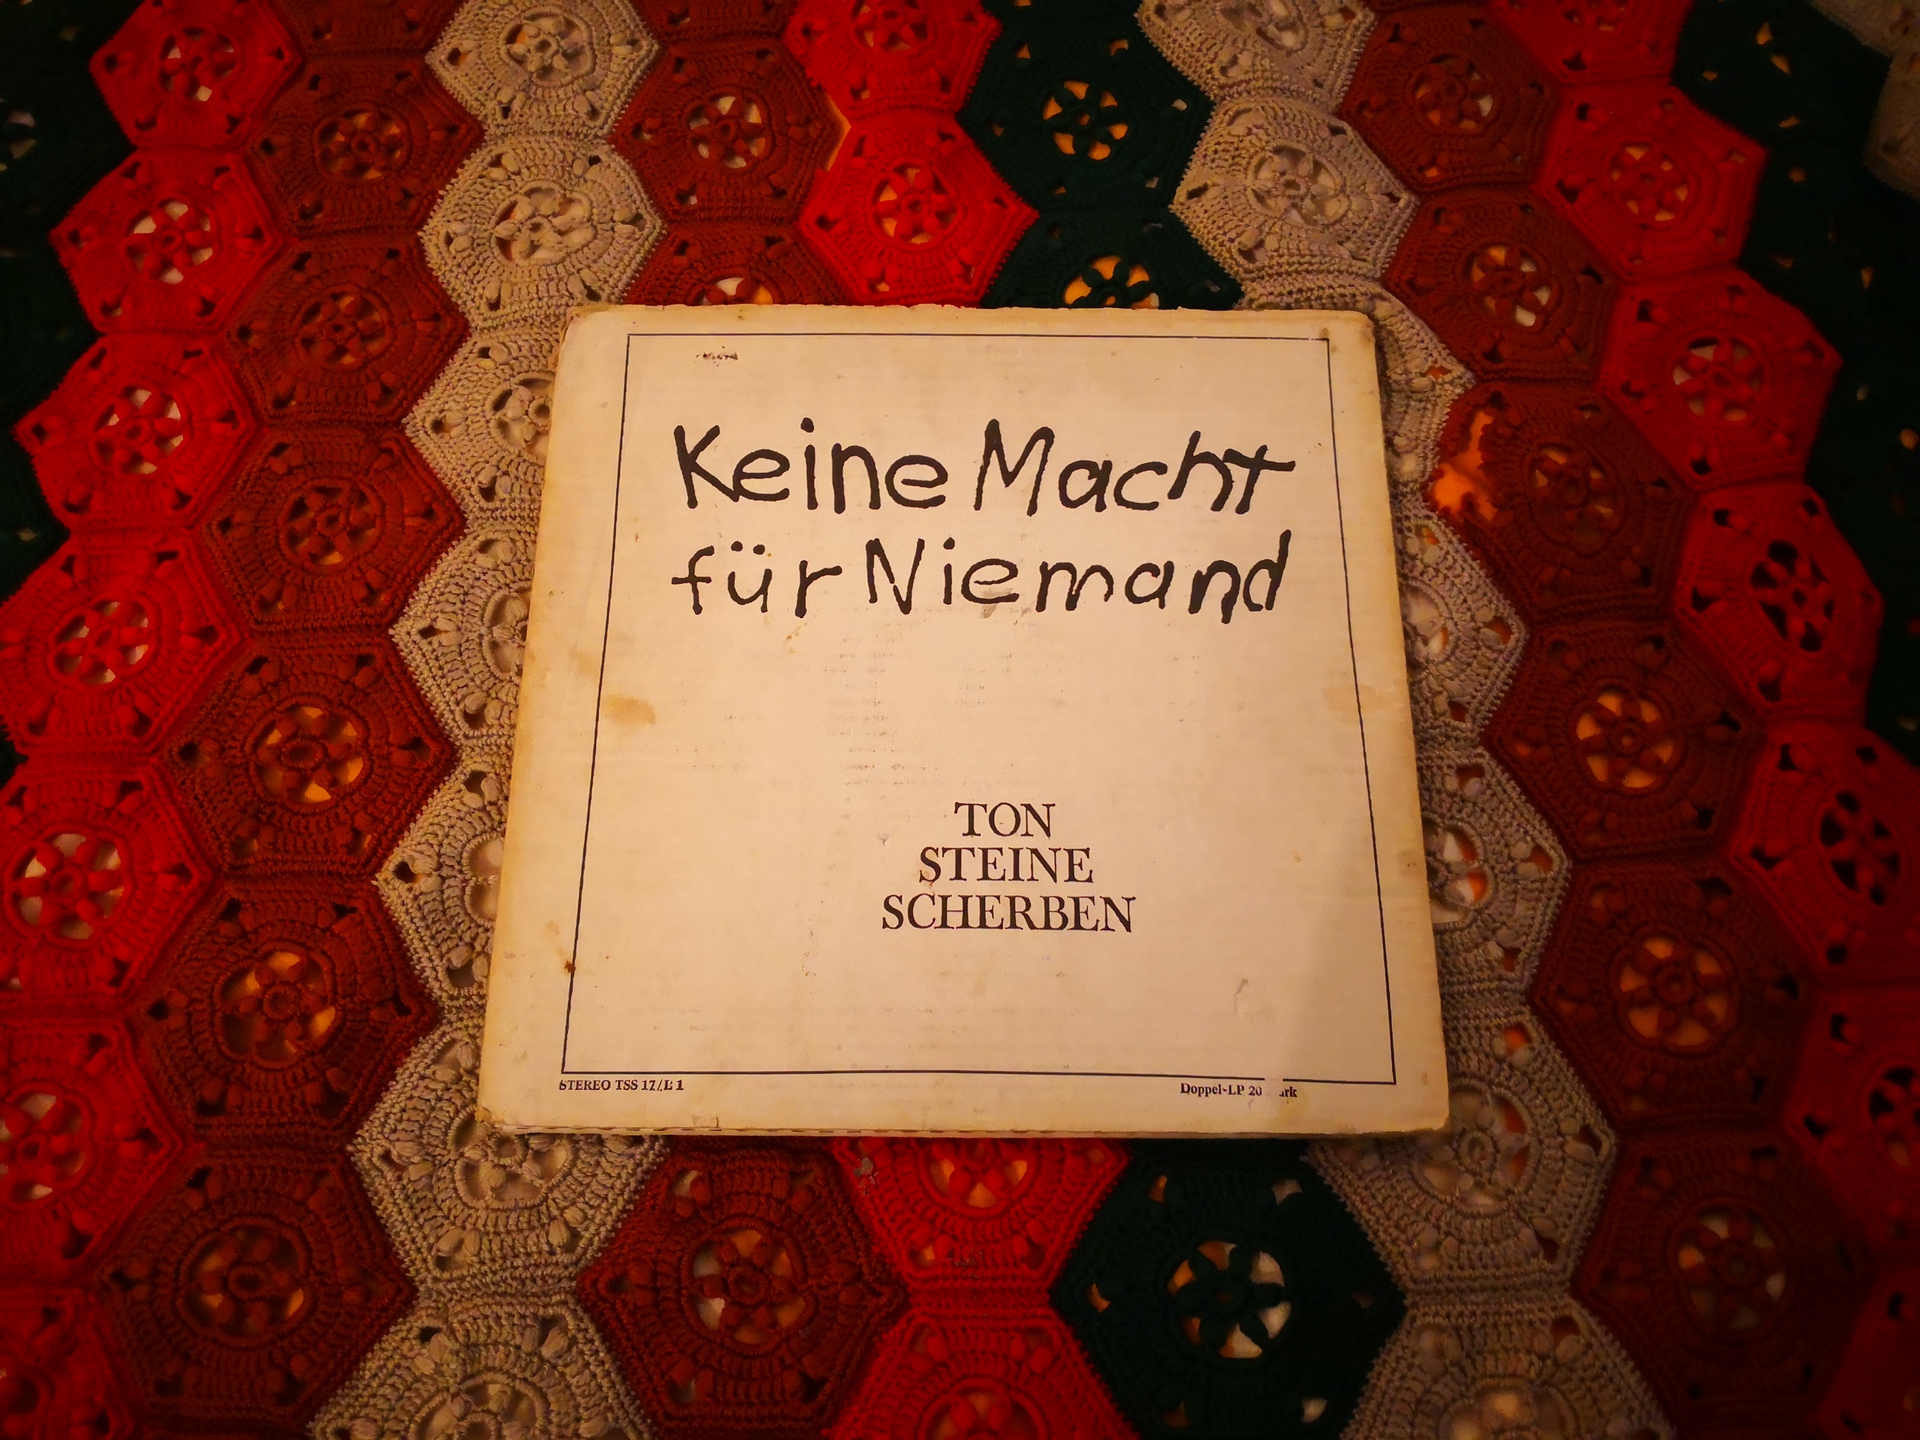 Keine Macht
für Niemand
TON
STEINE
SCHERBEN
STEREO TSS 17/L 1
Doppel-LP 20